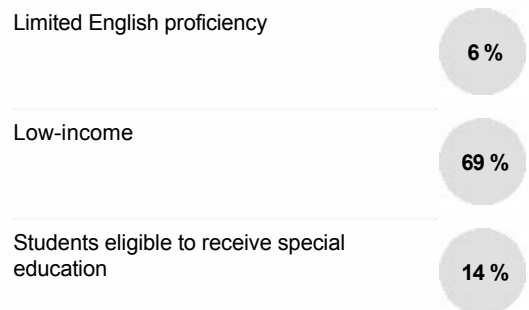 Limited English proficiency
6 %
Low-income
69 %
Students eligible to receive special
education
14 %